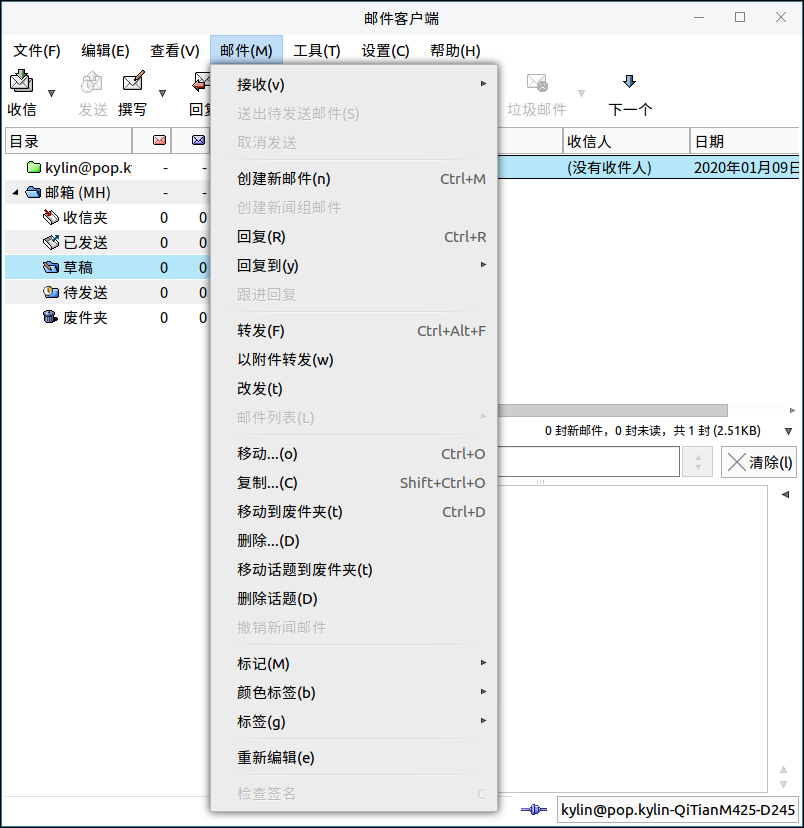 邮件客户端
文件(F) 编辑(E) 查看(V) 邮件(M) 工具(T) 设置(C) 帮助(H)
收信 发送 撰写 回复 垃圾邮件 下一个
目录 收信人 日期
kylin@pop.k - - (没有收件人) 2020年01月09日
邮箱 (MH) - -
收信夹 0 0
已发送 0 0
草稿 0 0
待发送 0 0
废件夹 0 0
接收(v)
送出待发送邮件(S)
取消发送
创建新邮件(n) Ctrl+M
创建新闻组邮件
回复(R) Ctrl+R
回复到(y)
跟进回复
转发(F) Ctrl+Alt+F
以附件转发(w)
改发(t)
邮件列表(L)
移动...(o) Ctrl+O
复制...(C) Shift+Ctrl+O
移动到废件夹(t) Ctrl+D
删除...(D)
移动话题到废件夹(t)
删除话题(D)
撤销新闻邮件
标记(M)
颜色标签(b)
标签(g)
重新编辑(e)
检查签名 C
0 封新邮件，0 封未读，共 1 封 (2.51KB)
清除(l)
kylin@pop.kylin-QiTianM425-D245